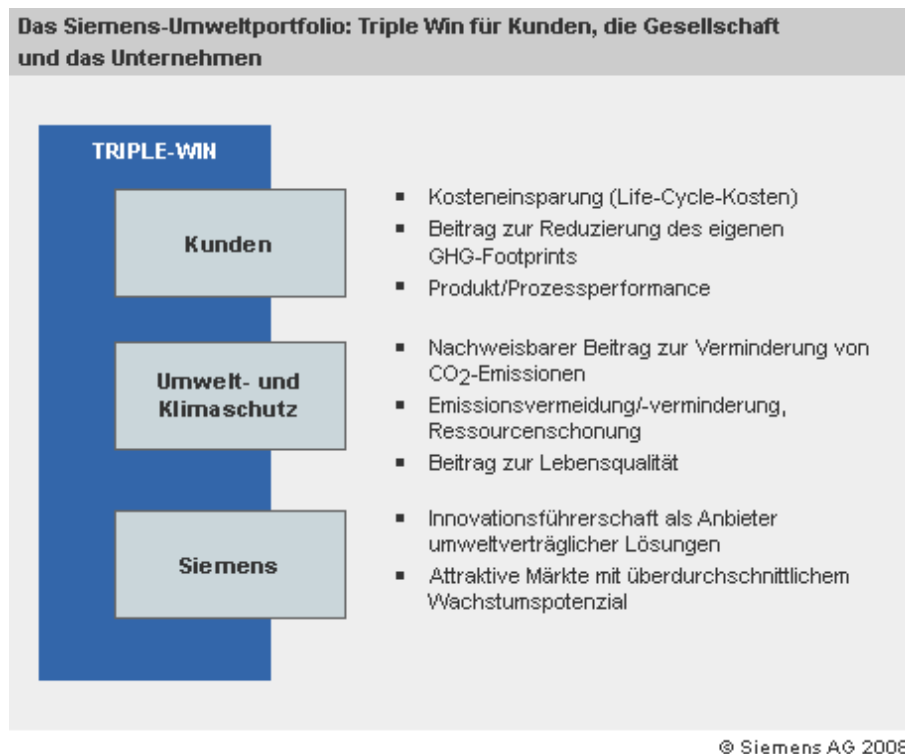 Das Siemens-Umweltportfolio: Triple Win für Kunden, die Gesellschaft
und das Unternehmen
TRIPLE-WIN
Kunden
▪ Kosteneinsparung (Life-Cycle-Kosten)
▪ Beitrag zur Reduzierung des eigenen
GHG-Footprints
▪ Produkt/Prozessperformance
Umwelt- und
Klimaschutz
▪ Nachweisbarer Beitrag zur Verminderung von
CO2-Emissionen
▪ Emissionsvermeidung/-verminderung,
Ressourcenschonung
▪ Beitrag zur Lebensqualität
Siemens
▪ Innovationsführerschaft als Anbieter
umweltverträglicher Lösungen
▪ Attraktive Märkte mit überdurchschnittlichem
Wachstumspotenzial
© Siemens AG 2008